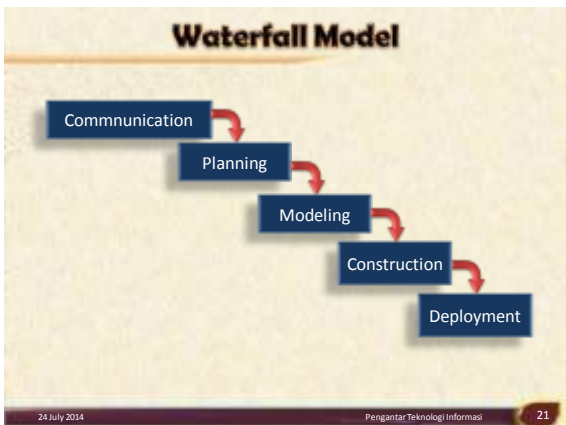 Waterfall Model
Commnunication
Planning
Modeling
Construction
Deployment
24 July 2014
Pengantar Teknologi Informasi
21